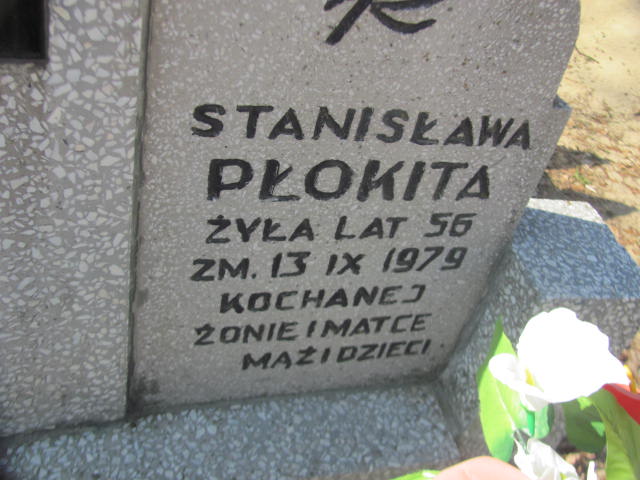 STANISŁAWA
PŁOKITA
ŻYŁA LAT 56
ZM. 13 IX 1979
KOCHANEJ
ŻONIE I MATCE
MĄŻ I DZIECI